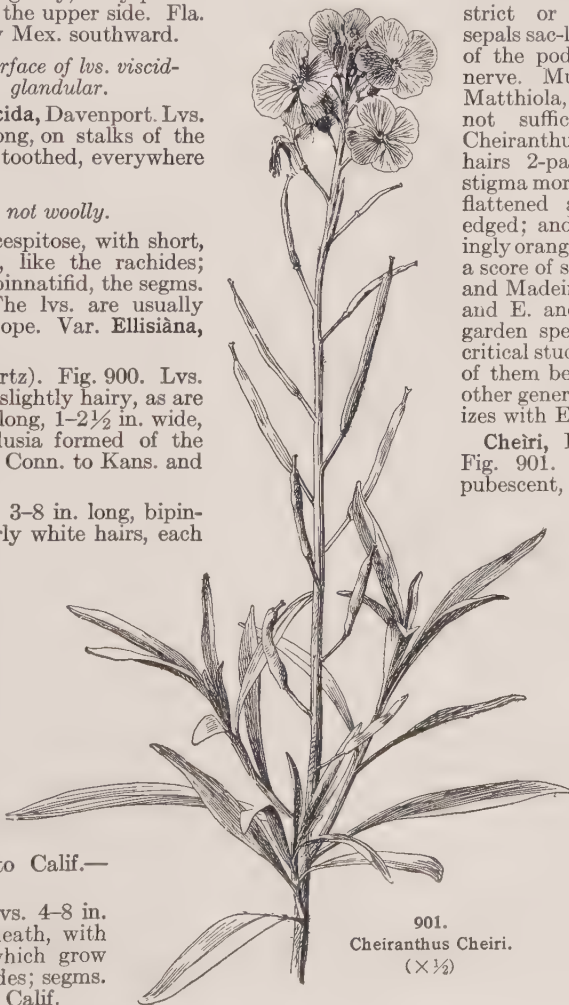 the upper side. Fla.
Mex. southward.
rface of lvs. viscid-
glandular.
cida, Davenport. Lvs.
ong, on stalks of the
toothed, everywhere
not woolly.
cespitose, with short,
, like the rachides;
pinnatifid, the segms.
The lvs. are usually
ope. Var. Ellisiàna,
rtz). Fig. 900. Lvs.
slightly hairy, as are
long, 1–2½ in. wide,
lusia formed of the
Conn. to Kans. and
3–8 in. long, bipin-
rly white hairs, each
to Calif.—
vs. 4–8 in.
neath, with
which grow
des; segms.
Calif.
strict or
sepals sac-l
of the pod
nerve. Mu
Matthiola,
not suffic
Cheiranthu
hairs 2-pa
stigma mor
flattened a
edged; and
ingly orang
a score of s
and Madei
and E. and
garden spe
critical stud
of them be
other gener
izes with E
Cheìri, 
Fig. 901.
pubescent,
901.
Cheiranthus Cheiri.
(×½)